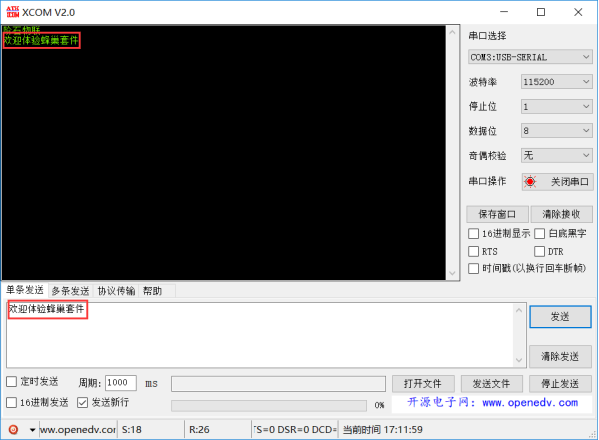 XCOM V2.0
欢迎体验蜂巢套件
串口选择
COM3:USB-SERIAL
波特率 115200
停止位 1
数据位 8
奇偶校验 无
串口操作 关闭串口
保存窗口 清除接收
16进制显示 白底黑字
RTS DTR
时间戳(以换行回车断帧)
单条发送 多条发送 协议传输 帮助
欢迎体验蜂巢套件
发送
清除发送
定时发送 周期: 1000 ms 打开文件 发送文件 停止发送
16进制发送 发送新行 0% 开源电子网：www.openedv.com
ww.openedv.com S:18 R:26 TS=0 DSR=0 DCD= 当前时间 17:11:59